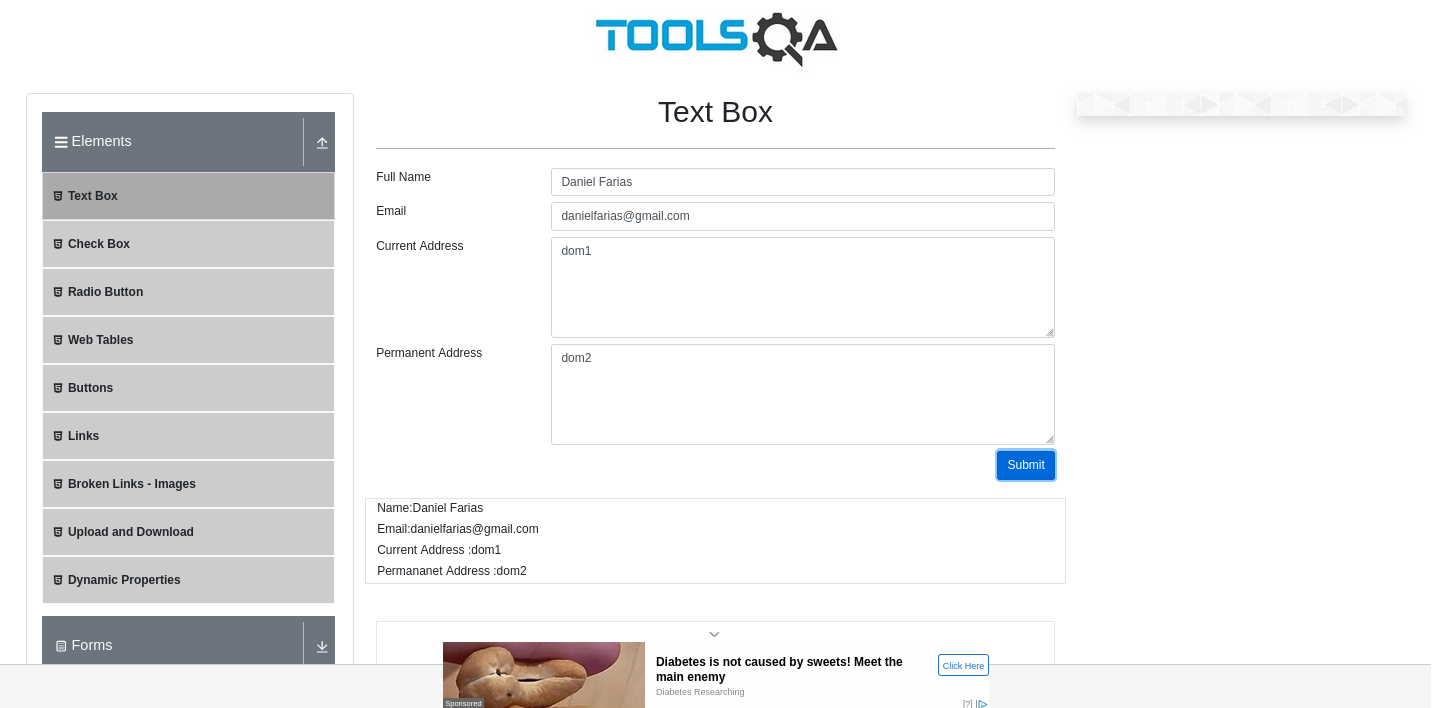 TOOLSQA
Elements
Text Box
Check Box
Radio Button
Web Tables
Buttons
Links
Broken Links - Images
Upload and Download
Dynamic Properties
Forms
Text Box
Full Name
Daniel Farias
Email
danielfarias@gmail.com
Current Address
dom1
Permanent Address
dom2
Submit
Name:Daniel Farias
Email:danielfarias@gmail.com
Current Address :dom1
Permananet Address :dom2
Diabetes is not caused by sweets! Meet the
main enemy
Diabetes Researching
Click Here
Sponsored
[?]